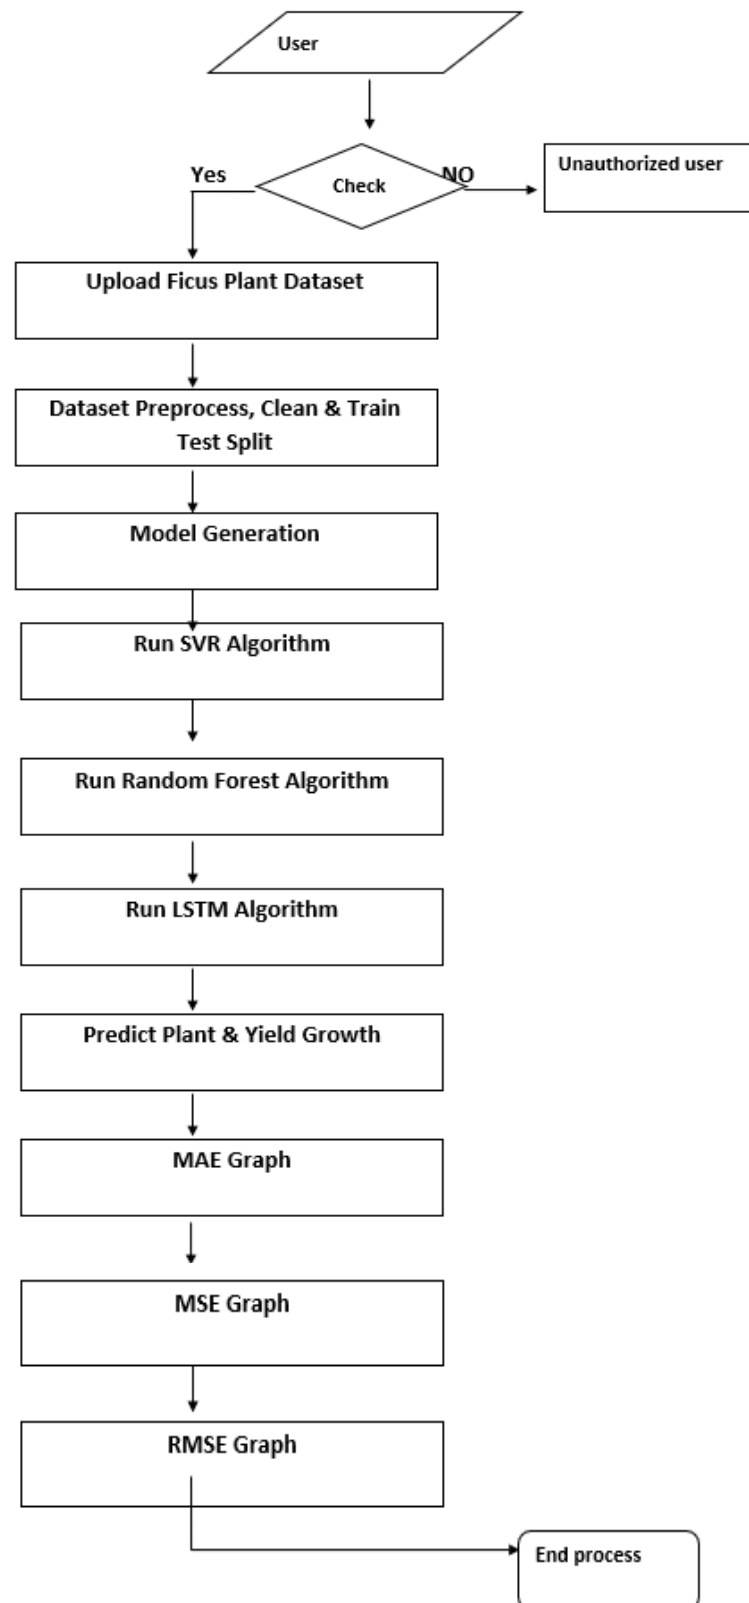 User
Yes
Check
NO
Unauthorized user
Upload Ficus Plant Dataset
Dataset Preprocess, Clean & Train
Test Split
Model Generation
Run SVR Algorithm
Run Random Forest Algorithm
Run LSTM Algorithm
Predict Plant & Yield Growth
MAE Graph
MSE Graph
RMSE Graph
End process